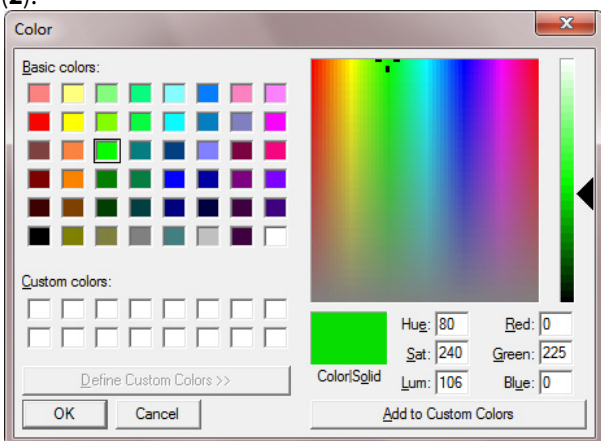 (2).
Color
Basic colors:
Custom colors:
Define Custom Colors >>
OK Cancel
Color|Solid
Hue: 80 Red: 0
Sat: 240 Green: 225
Lum: 106 Blue: 0
Add to Custom Colors